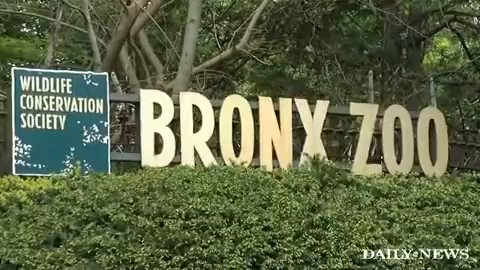 WILDLIFE
CONSERVATION
SOCIETY
BRONX ZOO
DAILY NEWS